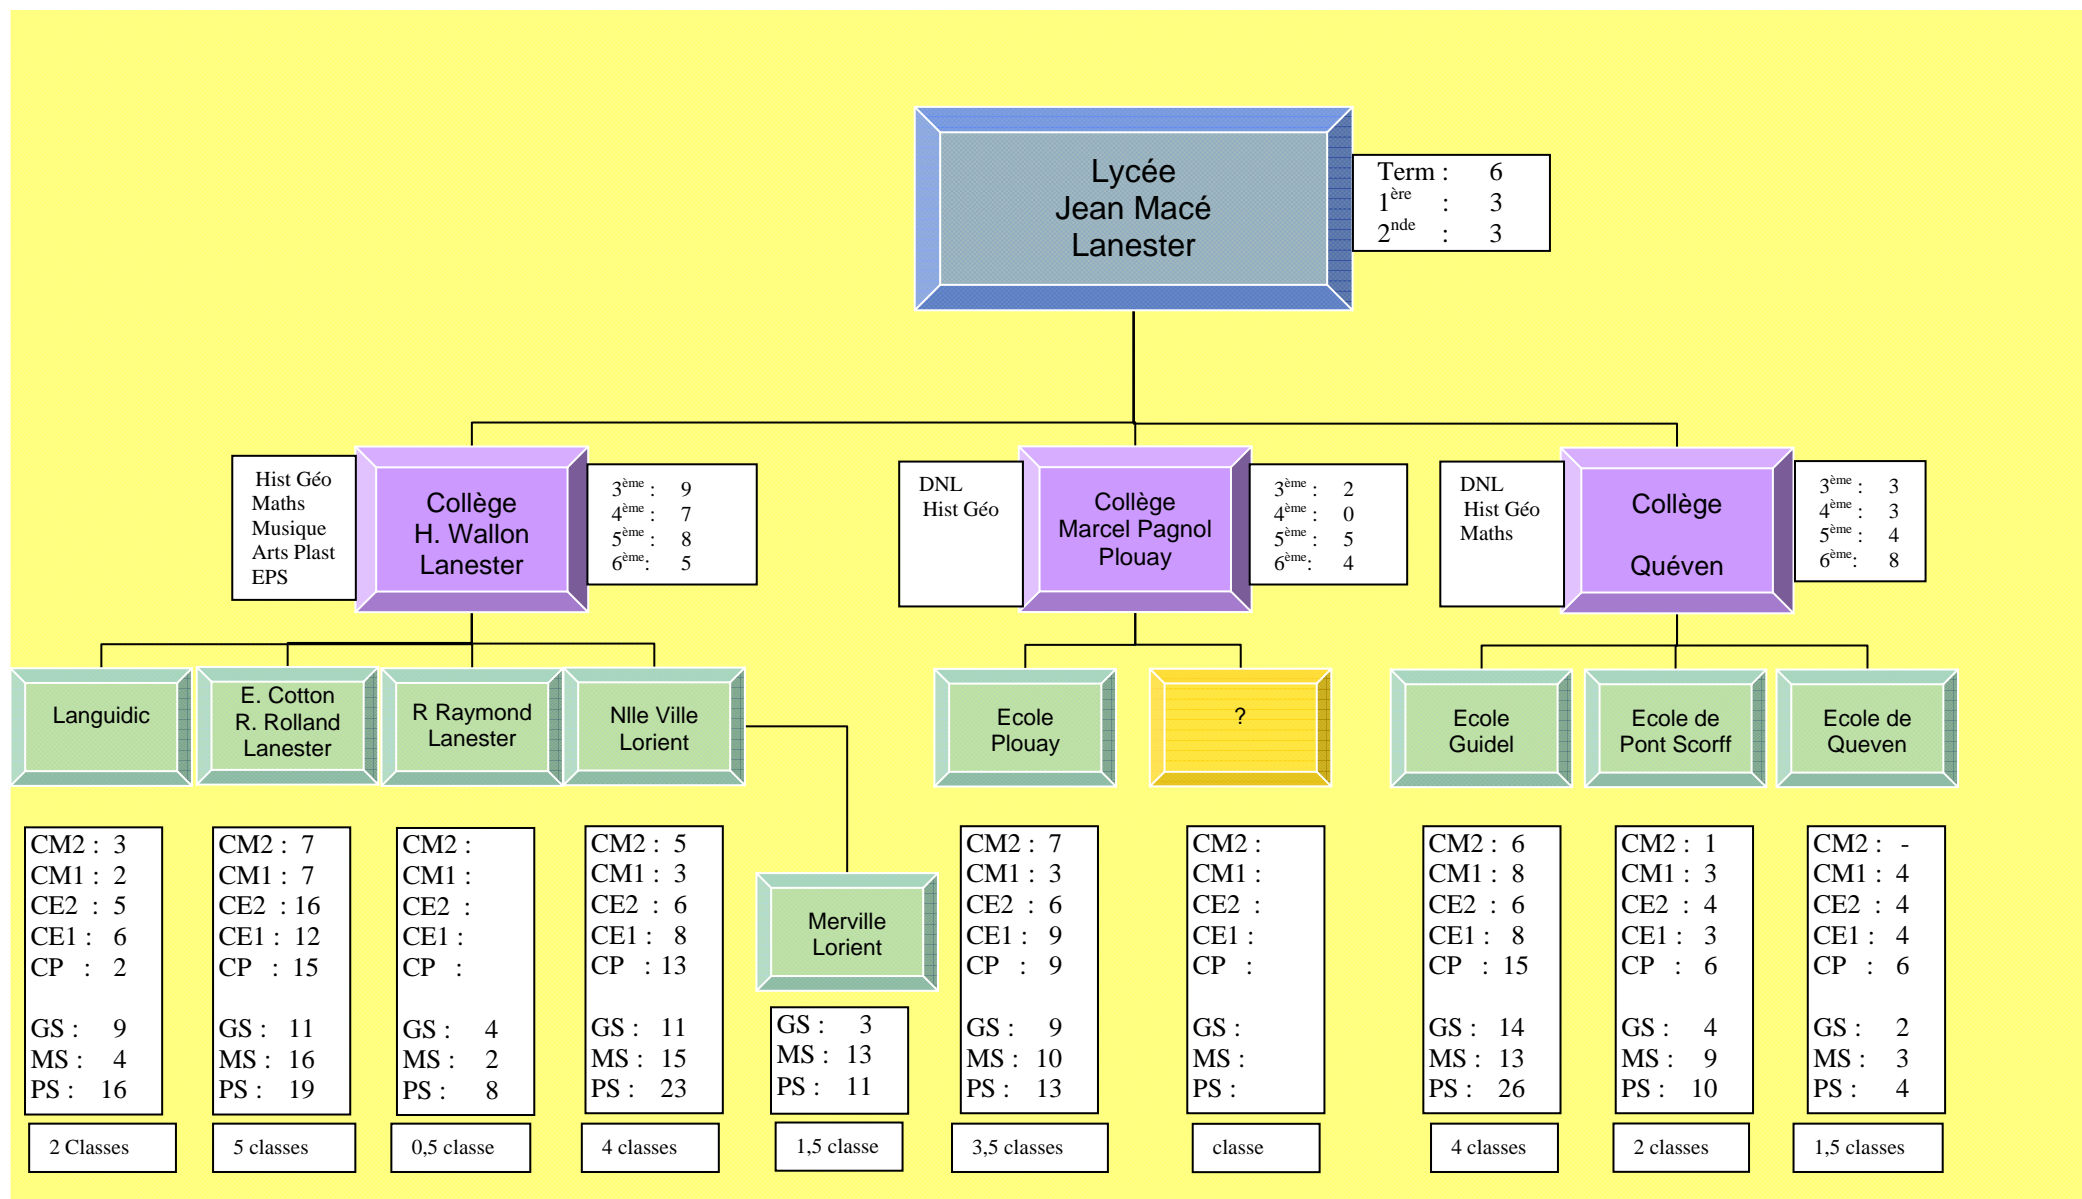 Lycée
Jean Macé
Lanester
Term : 6
1ère : 3
2nde : 3
Hist Géo
Maths
Musique
Arts Plast
EPS
Collège
H. Wallon
Lanester
3ème : 9
4ème : 7
5ème : 8
6ème: 5
DNL
Hist Géo
Collège
Marcel Pagnol
Plouay
3ème : 2
4ème : 0
5ème : 5
6ème: 4
DNL
Hist Géo
Maths
Collège
Quéven
3ème : 3
4ème : 3
5ème : 4
6ème: 8
Languidic
E. Cotton
R. Rolland
Lanester
R Raymond
Lanester
Nlle Ville
Lorient
Ecole
Plouay
?
Ecole
Guidel
Ecole de
Pont Scorff
Ecole de
Queven
CM2 : 3
CM1 : 2
CE2 : 5
CE1 : 6
CP : 2
GS : 9
MS : 4
PS : 16
2 Classes
CM2 : 7
CM1 : 7
CE2 : 16
CE1 : 12
CP : 15
GS : 11
MS : 16
PS : 19
5 classes
CM2 :
CM1 :
CE2 :
CE1 :
CP :
GS : 4
MS : 2
PS : 8
0,5 classe
CM2 : 5
CM1 : 3
CE2 : 6
CE1 : 8
CP : 13
GS : 11
MS : 15
PS : 23
4 classes
Merville
Lorient
GS : 3
MS : 13
PS : 11
1,5 classe
CM2 : 7
CM1 : 3
CE2 : 6
CE1 : 9
CP : 9
GS : 9
MS : 10
PS : 13
3,5 classes
CM2 :
CM1 :
CE2 :
CE1 :
CP :
GS :
MS :
PS :
classe
CM2 : 6
CM1 : 8
CE2 : 6
CE1 : 8
CP : 15
GS : 14
MS : 13
PS : 26
4 classes
CM2 : 1
CM1 : 3
CE2 : 4
CE1 : 3
CP : 6
GS : 4
MS : 9
PS : 10
2 classes
CM2 : -
CM1 : 4
CE2 : 4
CE1 : 4
CP : 6
GS : 2
MS : 3
PS : 4
1,5 classes